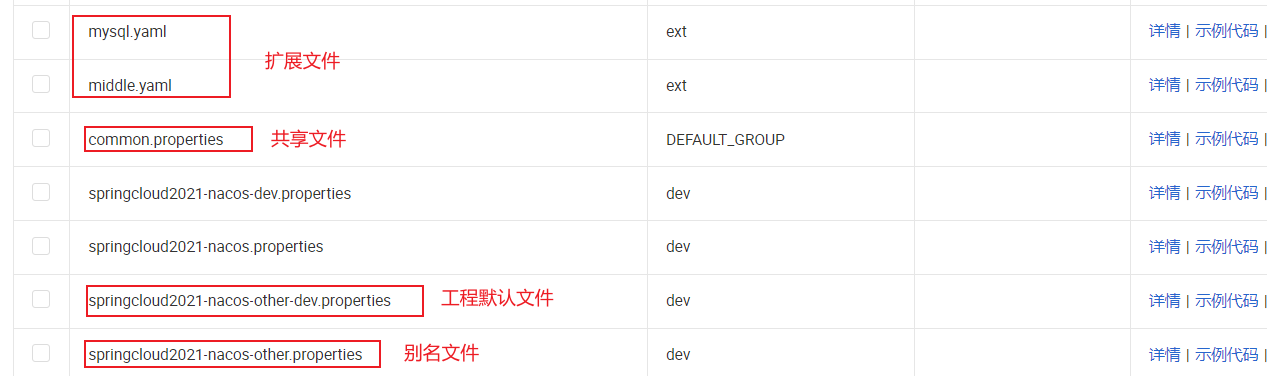 mysql.yaml ext 详情 | 示例代码 |
扩展文件
middle.yaml ext 详情 | 示例代码 |
common.properties 共享文件 DEFAULT_GROUP 详情 | 示例代码 |
springcloud2021-nacos-dev.properties dev 详情 | 示例代码 |
springcloud2021-nacos.properties dev 详情 | 示例代码 |
springcloud2021-nacos-other-dev.properties 工程默认文件 dev 详情 | 示例代码 |
springcloud2021-nacos-other.properties 别名文件 dev 详情 | 示例代码 |